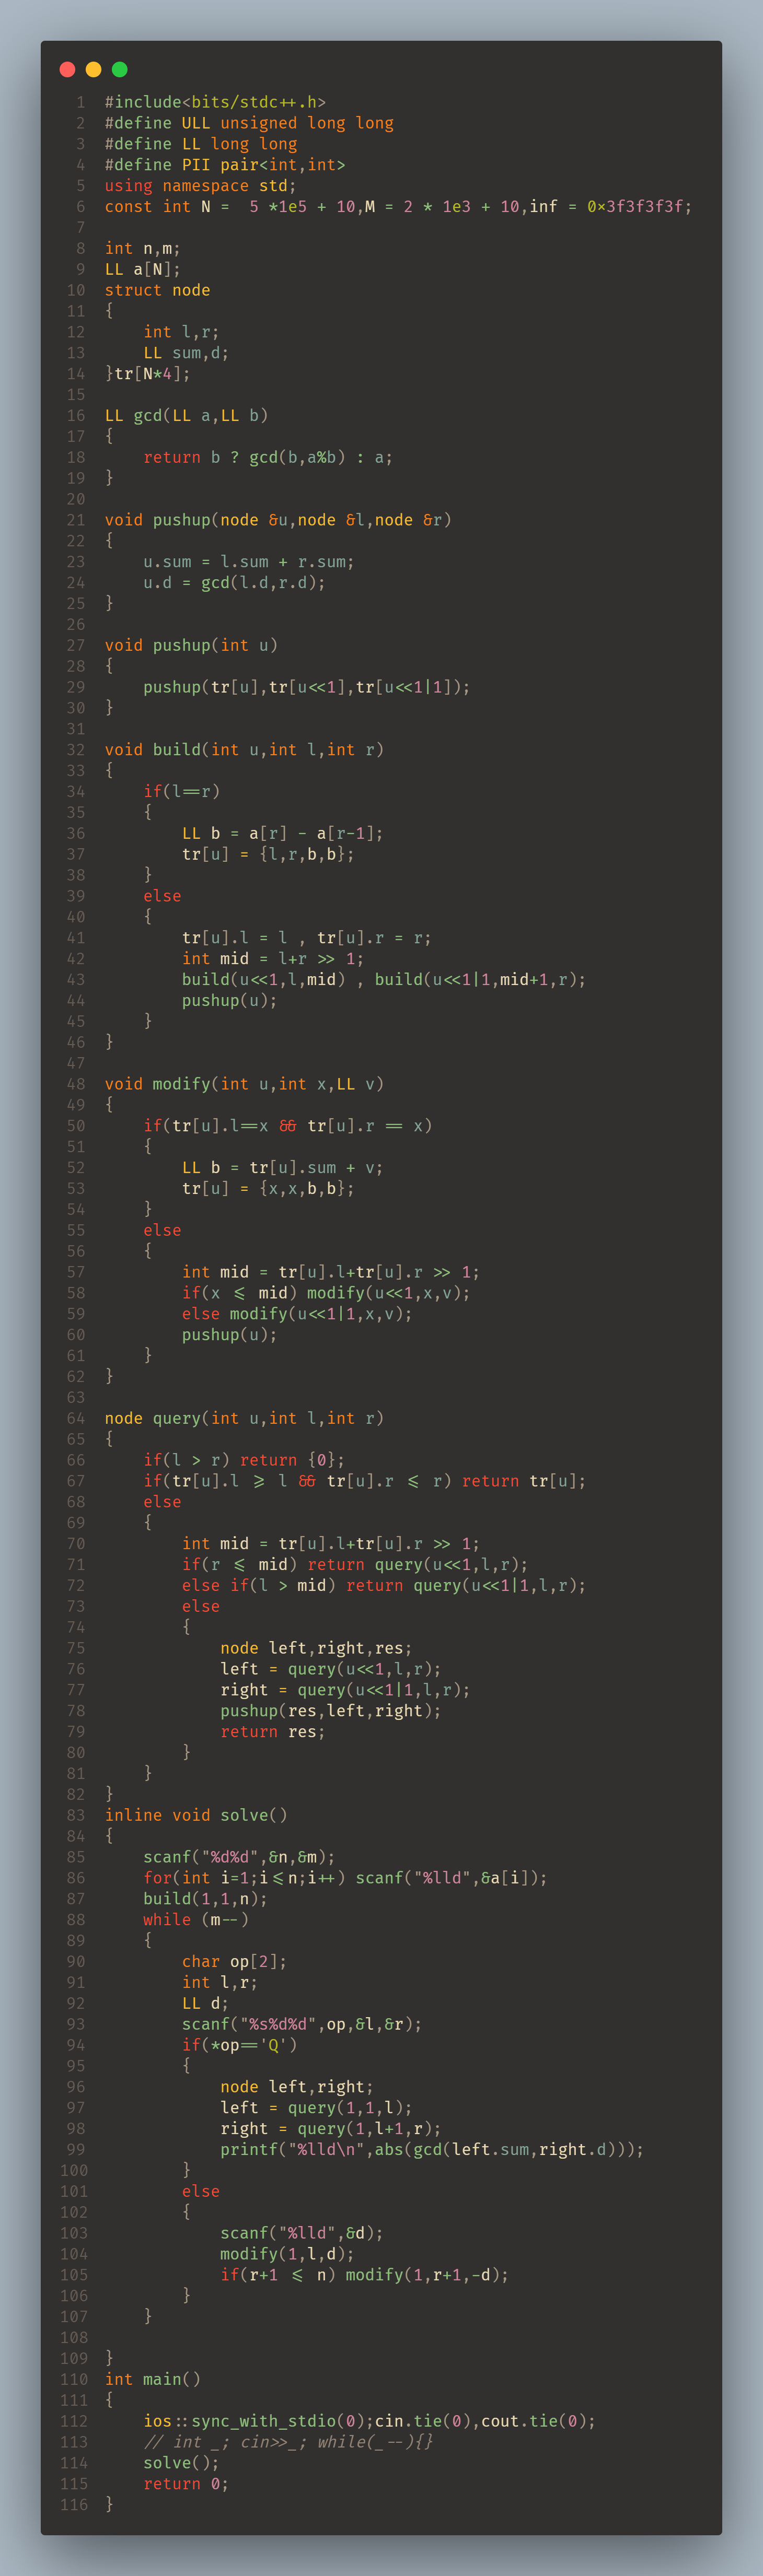 1 #include<bits/stdc++.h>
2 #define ULL unsigned long long
3 #define LL long long
4 #define PII pair<int,int>
5 using namespace std;
6 const int N =  5 *1e5 + 10,M = 2 * 1e3 + 10,inf = 0x3f3f3f3f;
7
8 int n,m;
9 LL a[N];
10 struct node
11 {
12     int l,r;
13     LL sum,d;
14 }tr[N*4];
15
16 LL gcd(LL a,LL b)
17 {
18     return b ? gcd(b,a%b) : a;
19 }
20
21 void pushup(node &u,node &l,node &r)
22 {
23     u.sum = l.sum + r.sum;
24     u.d = gcd(l.d,r.d);
25 }
26
27 void pushup(int u)
28 {
29     pushup(tr[u],tr[u<<1],tr[u<<1|1]);
30 }
31
32 void build(int u,int l,int r)
33 {
34     if(l==r)
35     {
36         LL b = a[r] - a[r-1];
37         tr[u] = {l,r,b,b};
38     }
39     else
40     {
41         tr[u].l = l , tr[u].r = r;
42         int mid = l+r >> 1;
43         build(u<<1,l,mid) , build(u<<1|1,mid+1,r);
44         pushup(u);
45     }
46 }
47
48 void modify(int u,int x,LL v)
49 {
50     if(tr[u].l==x && tr[u].r == x)
51     {
52         LL b = tr[u].sum + v;
53         tr[u] = {x,x,b,b};
54     }
55     else
56     {
57         int mid = tr[u].l+tr[u].r >> 1;
58         if(x <= mid) modify(u<<1,x,v);
59         else modify(u<<1|1,x,v);
60         pushup(u);
61     }
62 }
63
64 node query(int u,int l,int r)
65 {
66     if(l > r) return {0};
67     if(tr[u].l >= l && tr[u].r <= r) return tr[u];
68     else
69     {
70         int mid = tr[u].l+tr[u].r >> 1;
71         if(r <= mid) return query(u<<1,l,r);
72         else if(l > mid) return query(u<<1|1,l,r);
73         else
74         {
75             node left,right,res;
76             left = query(u<<1,l,r);
77             right = query(u<<1|1,l,r);
78             pushup(res,left,right);
79             return res;
80         }
81     }
82 }
83 inline void solve()
84 {
85     scanf("%d%d",&n,&m);
86     for(int i=1;i<=n;i++) scanf("%lld",&a[i]);
87     build(1,1,n);
88     while (m--)
89     {
90         char op[2];
91         int l,r;
92         LL d;
93         scanf("%s%d%d",op,&l,&r);
94         if(*op=='Q')
95         {
96             node left,right;
97             left = query(1,1,l);
98             right = query(1,l+1,r);
99             printf("%lld\n",abs(gcd(left.sum,right.d)));
100         }
101         else
102         {
103             scanf("%lld",&d);
104             modify(1,l,d);
105             if(r+1 <= n) modify(1,r+1,-d);
106         }
107     }
108
109 }
110 int main()
111 {
112     ios::sync_with_stdio(0);cin.tie(0),cout.tie(0);
113     // int _; cin>>_; while(_--){}
114     solve();
115     return 0;
116 }